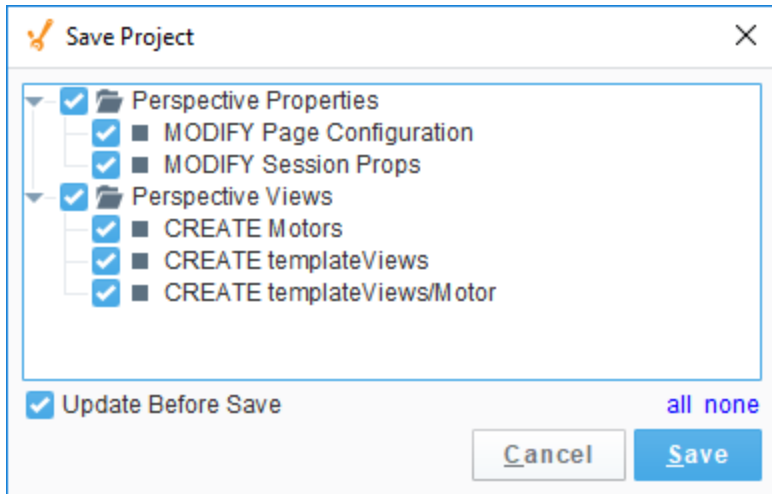 Save Project
Perspective Properties
MODIFY Page Configuration
MODIFY Session Props
Perspective Views
CREATE Motors
CREATE templateViews
CREATE templateViews/Motor
Update Before Save all none
Cancel Save